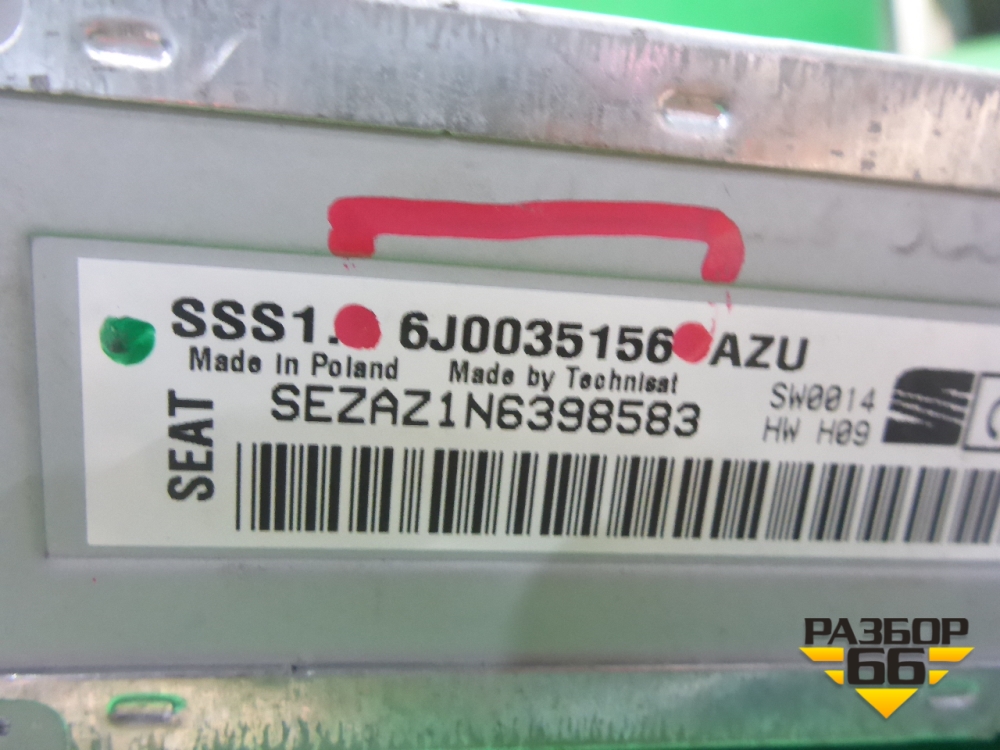 SSS1. 6J0035156 AZU
Made in Poland Made by Technisat
SEZAZ1N6398583
SW0014
HW H09
SEAT
РАЗБОР
66